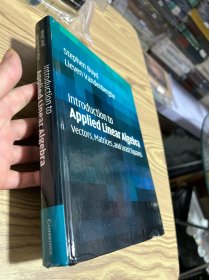 Stephen Boyd
Lieven Vandenberghe
Introduction to
Applied Linear Algebra
Vectors, Matrices, and Least Squares
Introduction to
Applied Linear Algebra
CAMBRIDGE